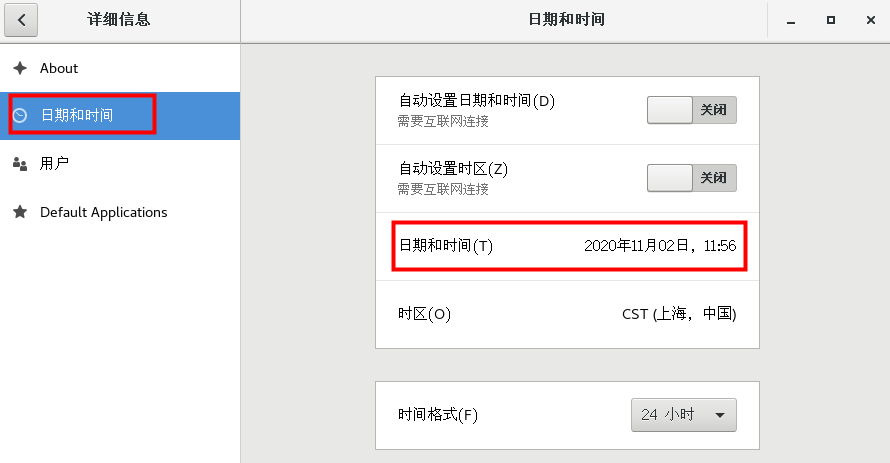 详细信息
日期和时间
About
日期和时间
用户
Default Applications
自动设置日期和时间(D)
需要互联网连接
关闭
自动设置时区(Z)
需要互联网连接
关闭
日期和时间(T) 2020年11月02日，11:56
时区(O) CST (上海，中国)
时间格式(F) 24 小时